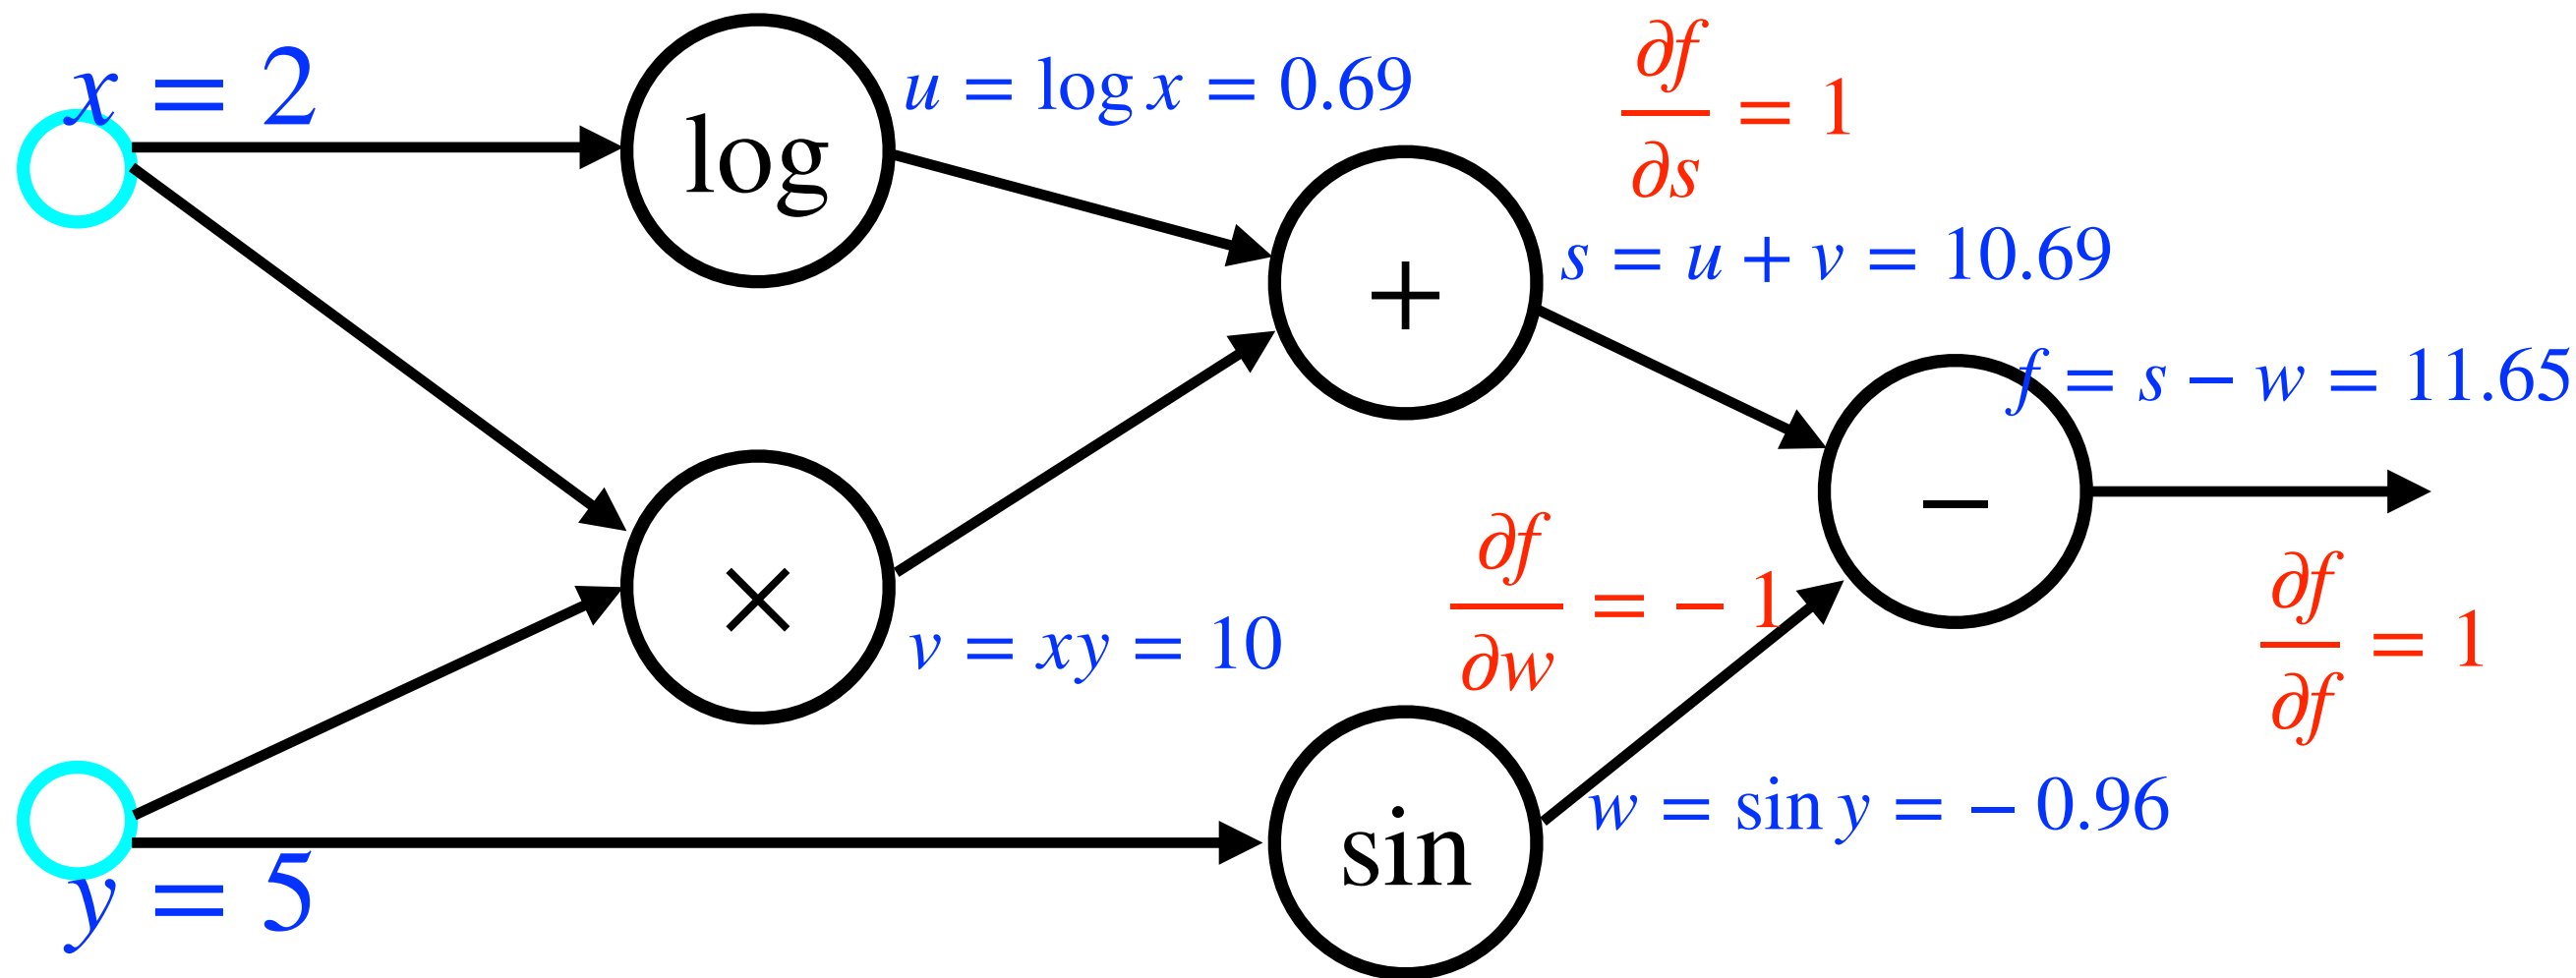 x = 2
log
u = log x = 0.69
∂f/∂s = 1
+
s = u + v = 10.69
f = s − w = 11.65
−
×
v = xy = 10
∂f/∂w = − 1
∂f/∂f = 1
y = 5
sin
w = sin y = − 0.96